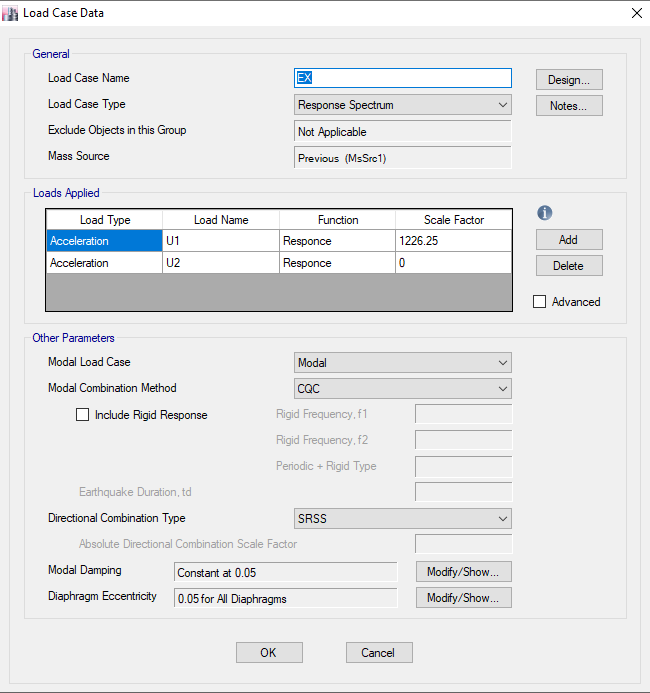 Load Case Data
General
Load Case Name EX Design...
Load Case Type Response Spectrum Notes...
Exclude Objects in this Group Not Applicable
Mass Source Previous (MsSrc1)
Loads Applied
Load Type Load Name Function Scale Factor
Acceleration U1 Responce 1226.25 Add
Acceleration U2 Responce 0 Delete
Advanced
Other Parameters
Modal Load Case Modal
Modal Combination Method CQC
Include Rigid Response Rigid Frequency, f1
Rigid Frequency, f2
Periodic + Rigid Type
Earthquake Duration, td
Directional Combination Type SRSS
Absolute Directional Combination Scale Factor
Modal Damping Constant at 0.05 Modify/Show...
Diaphragm Eccentricity 0.05 for All Diaphragms Modify/Show...
OK Cancel